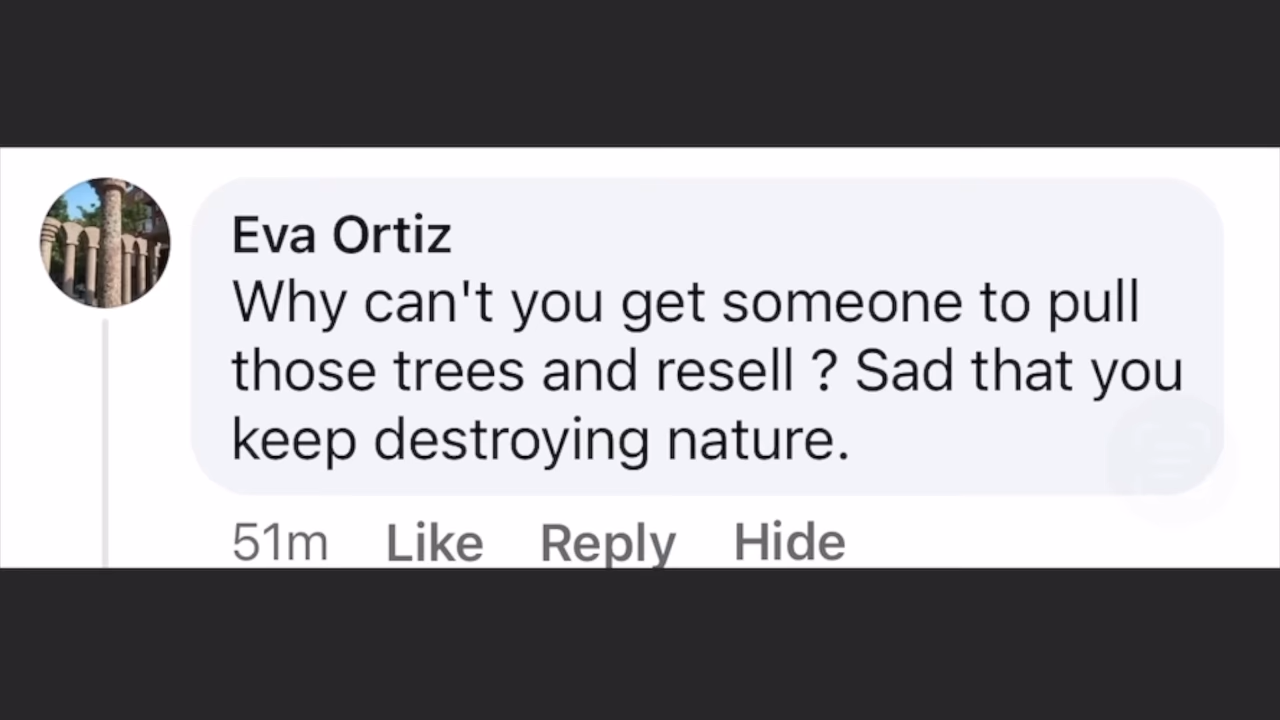 Eva Ortiz
Why can't you get someone to pull
those trees and resell ? Sad that you
keep destroying nature.
51m Like Reply Hide